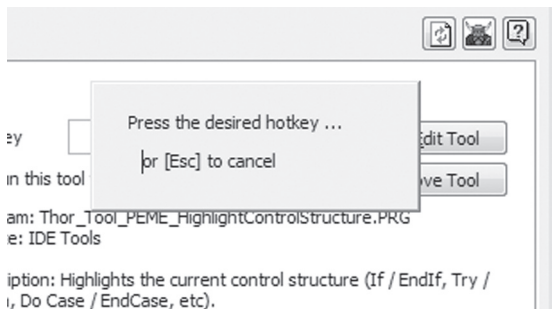 Press the desired hotkey ...
or [Esc] to cancel
ey
dit Tool
n this tool
ve Tool
am: Thor_Tool_PEME_HighlightControlStructure.PRG
e: IDE Tools
iption: Highlights the current control structure (If / EndIf, Try /
, Do Case / EndCase, etc).